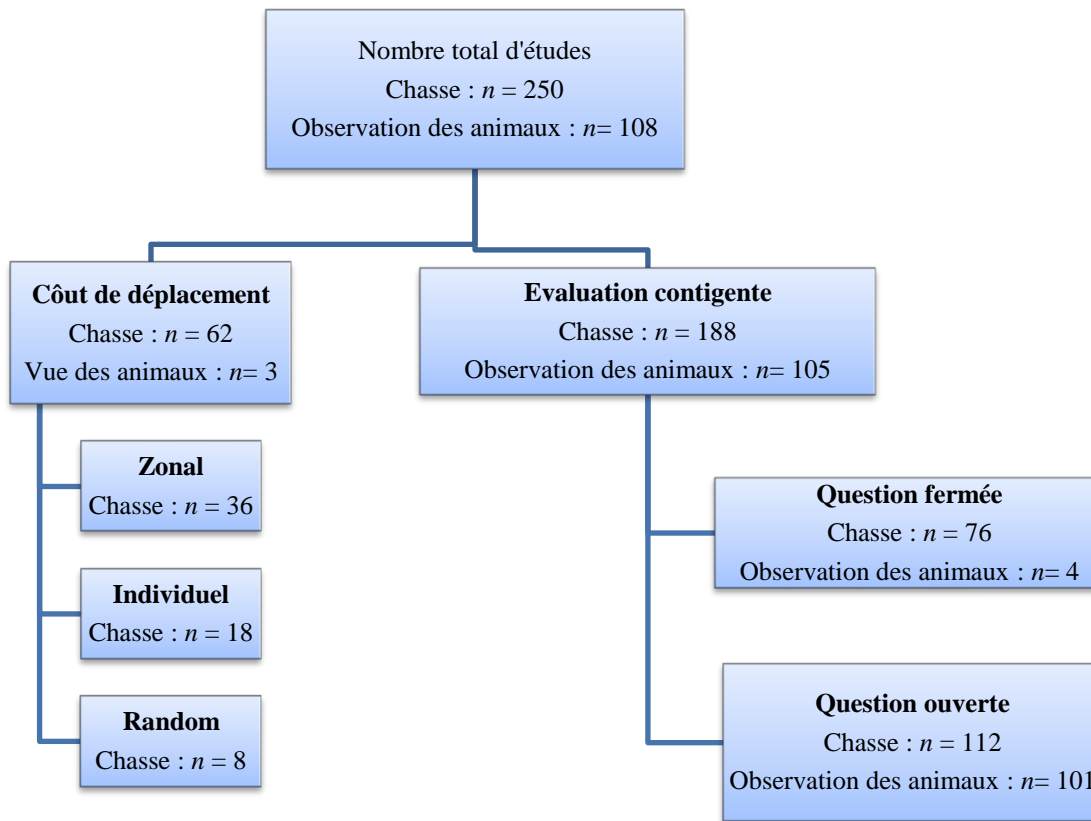 Nombre total d'études
Chasse : n = 250
Observation des animaux : n= 108
Côut de déplacement
Chasse : n = 62
Vue des animaux : n= 3
Evaluation contigente
Chasse : n = 188
Observation des animaux : n= 105
Zonal
Chasse : n = 36
Individuel
Chasse : n = 18
Random
Chasse : n = 8
Question fermée
Chasse : n = 76
Observation des animaux : n= 4
Question ouverte
Chasse : n = 112
Observation des animaux : n= 101